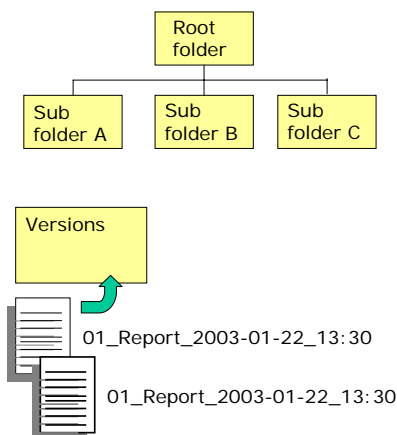 Root
folder
Sub
folder A
Sub
folder B
Sub
folder C
Versions
01_Report_2003-01-22_13:30
01_Report_2003-01-22_13:30